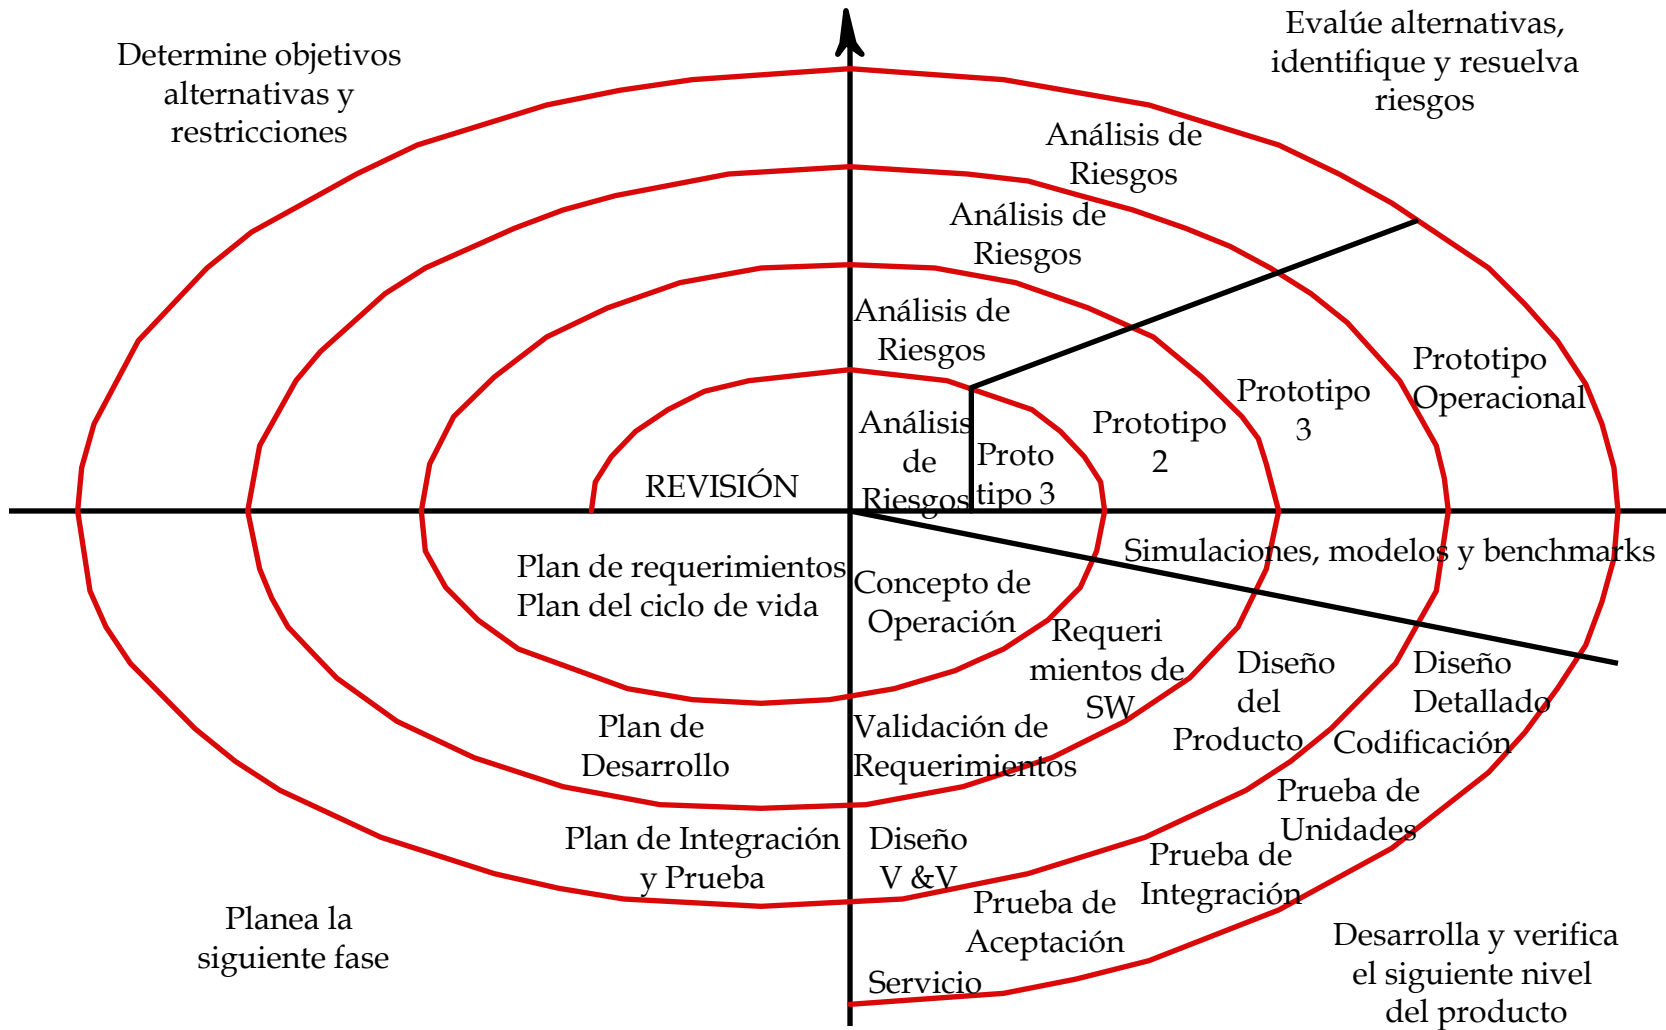 Determine objetivos
alternativas y
restricciones
Evalúe alternativas,
identifique y resuelva
riesgos
Análisis de
Riesgos
Análisis de
Riesgos
Análisis de
Riesgos
Análisis
de
Riesgos
Proto
tipo 3
Prototipo
2
Prototipo
3
Prototipo
Operacional
REVISIÓN
Simulaciones, modelos y benchmarks
Plan de requerimientos
Plan del ciclo de vida
Concepto de
Operación
Requeri
mientos de
SW
Diseño
del
Producto
Diseño
Detallado
Codificación
Plan de
Desarrollo
Validación de
Requerimientos
Prueba de
Unidades
Plan de Integración
y Prueba
Diseño
V &V
Prueba de
Integración
Prueba de
Aceptación
Servicio
Planea la
siguiente fase
Desarrolla y verifica
el siguiente nivel
del producto